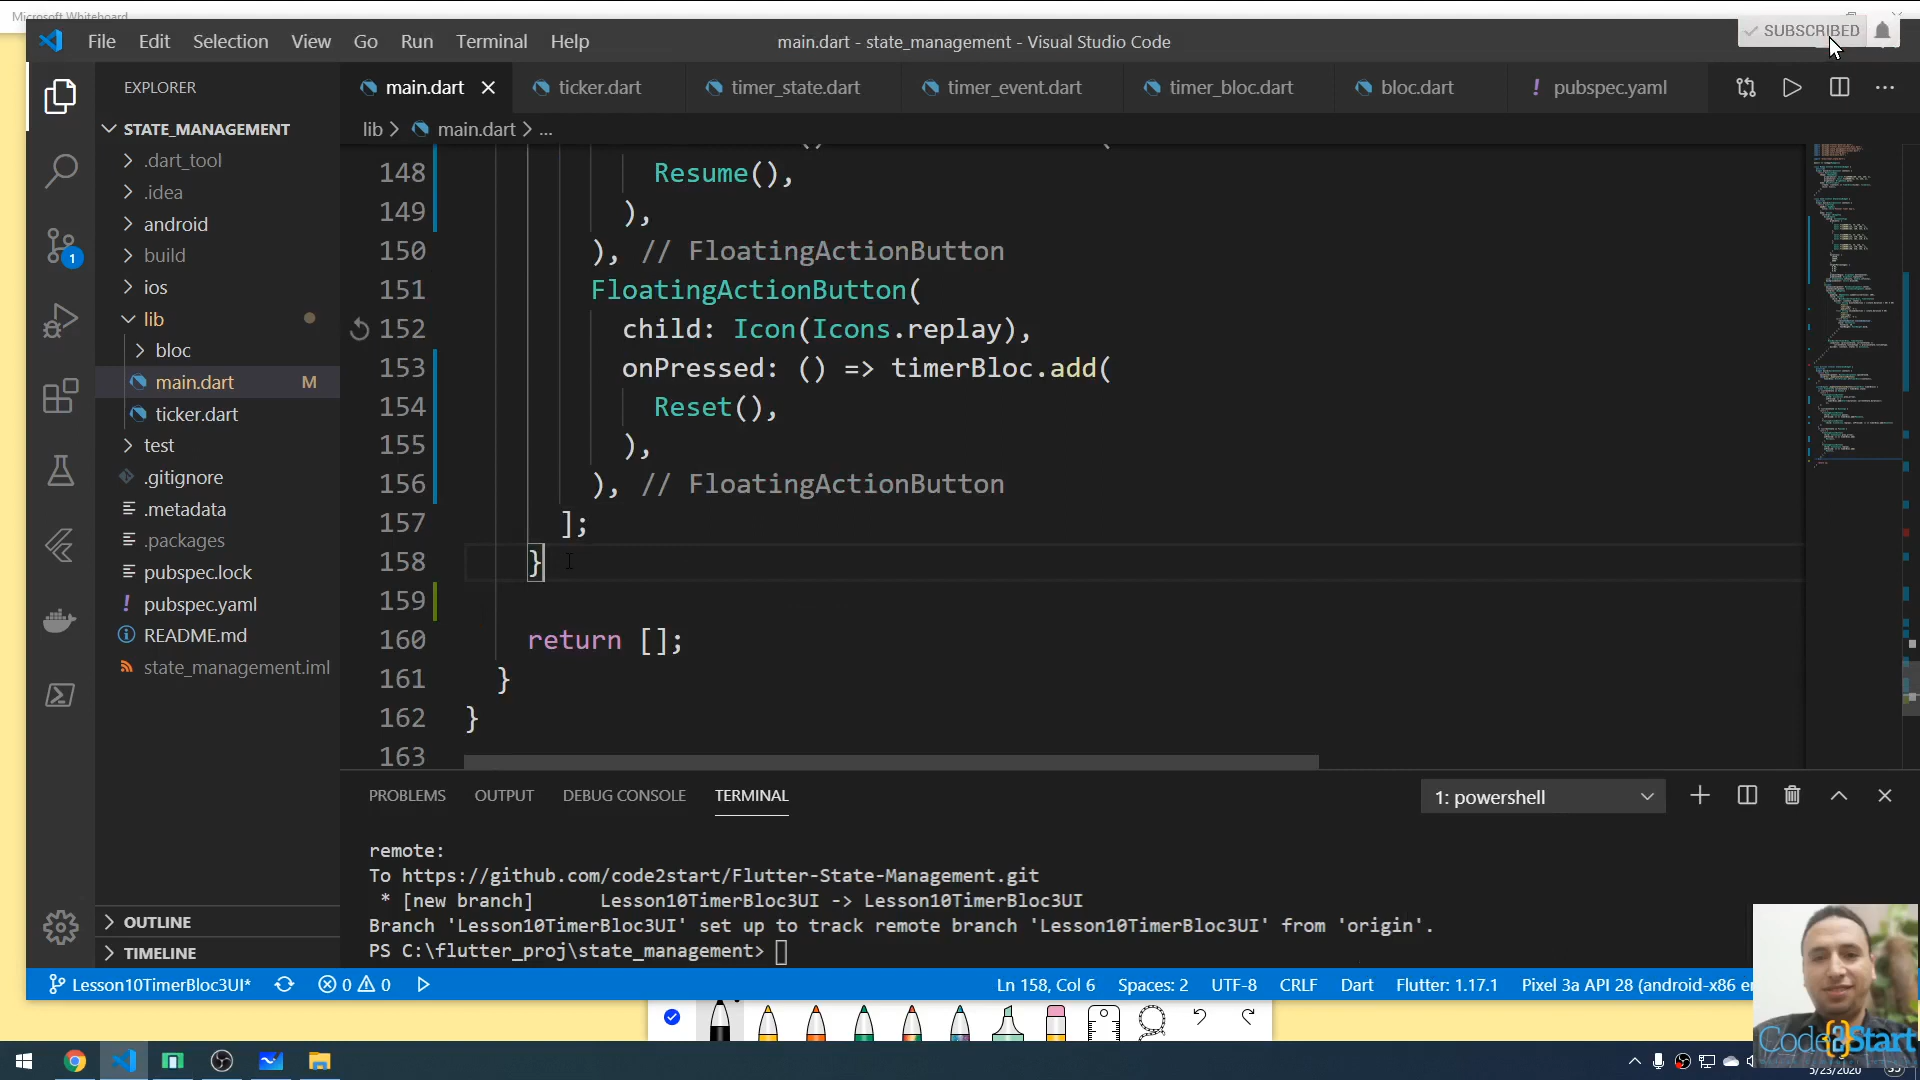 Microsoft Whiteboard
File Edit Selection View Go Run Terminal Help
main.dart - state_management - Visual Studio Code
SUBSCRIBED
EXPLORER
main.dart
ticker.dart
timer_state.dart
timer_event.dart
timer_bloc.dart
bloc.dart
! pubspec.yaml
lib > main.dart > ...
STATE_MANAGEMENT
.dart_tool
.idea
android
build
ios
lib
bloc
main.dart M
ticker.dart
test
.gitignore
.metadata
.packages
pubspec.lock
! pubspec.yaml
README.md
state_management.iml
OUTLINE
TIMELINE
1
148 Resume(),
149 ),
150 ), // FloatingActionButton
151 FloatingActionButton(
152 child: Icon(Icons.replay),
153 onPressed: () => timerBloc.add(
154 Reset(),
155 ),
156 ), // FloatingActionButton
157 ];
158 }
159
160 return [];
161 }
162 }
163
PROBLEMS OUTPUT DEBUG CONSOLE TERMINAL
1: powershell
remote:
To https://github.com/code2start/Flutter-State-Management.git
* [new branch] Lesson10TimerBloc3UI -> Lesson10TimerBloc3UI
Branch 'Lesson10TimerBloc3UI' set up to track remote branch 'Lesson10TimerBloc3UI' from 'origin'.
PS C:\flutter_proj\state_management>
Lesson10TimerBloc3UI* 0 0
Ln 158, Col 6 Spaces: 2 UTF-8 CRLF Dart Flutter: 1.17.1 Pixel 3a API 28 (android-x86
Code2Start
5/23/2020